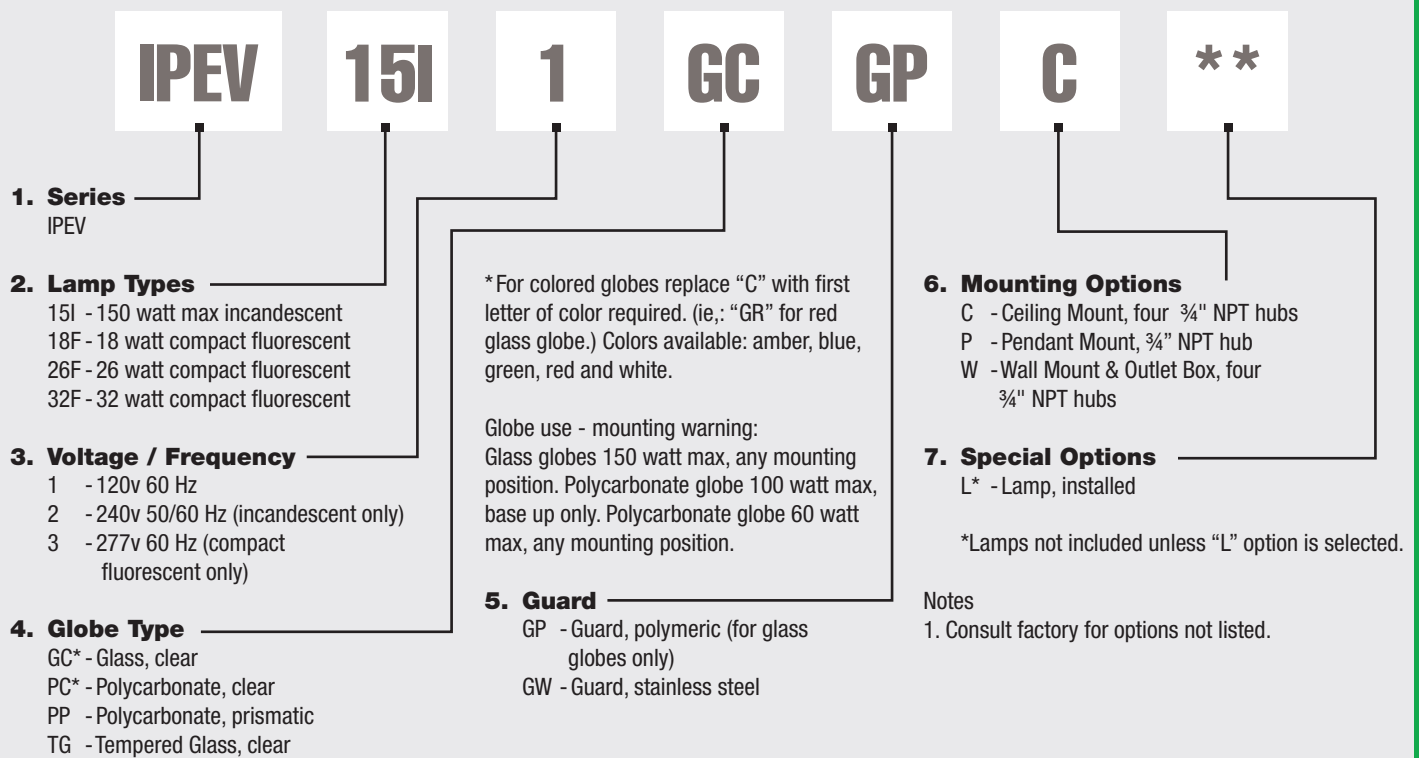 IPEV 15I 1 GC GP C **
1. Series
IPEV
2. Lamp Types
15I - 150 watt max incandescent
18F - 18 watt compact fluorescent
26F - 26 watt compact fluorescent
32F - 32 watt compact fluorescent
3. Voltage / Frequency
1 - 120v 60 Hz
2 - 240v 50/60 Hz (incandescent only)
3 - 277v 60 Hz (compact
fluorescent only)
4. Globe Type
GC* - Glass, clear
PC* - Polycarbonate, clear
PP - Polycarbonate, prismatic
TG - Tempered Glass, clear
* For colored globes replace “C” with first
letter of color required. (ie,: “GR” for red
glass globe.) Colors available: amber, blue,
green, red and white.
Globe use - mounting warning:
Glass globes 150 watt max, any mounting
position. Polycarbonate globe 100 watt max,
base up only. Polycarbonate globe 60 watt
max, any mounting position.
5. Guard
GP - Guard, polymeric (for glass
globes only)
GW - Guard, stainless steel
6. Mounting Options
C - Ceiling Mount, four ¾" NPT hubs
P - Pendant Mount, ¾” NPT hub
W - Wall Mount & Outlet Box, four
¾" NPT hubs
7. Special Options
L* - Lamp, installed
*Lamps not included unless “L” option is selected.
Notes
1. Consult factory for options not listed.